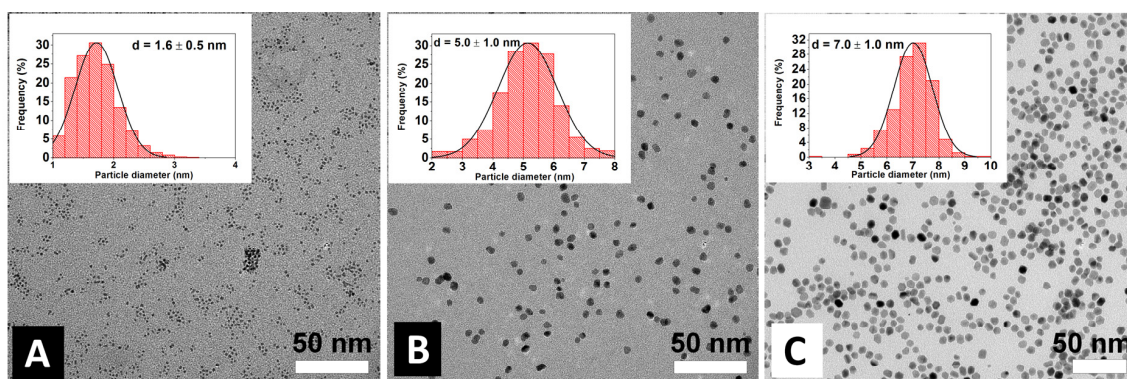 d = 1.6 ± 0.5 nm
Frequency (%)
30
25
20
15
10
5
0
1
2
3
4
Particle diameter (nm)
A
50 nm
d = 5.0 ± 1.0 nm
Frequency (%)
30
25
20
15
10
5
0
2
3
4
5
6
7
8
Particle diameter (nm)
B
50 nm
d = 7.0 ± 1.0 nm
Frequency (%)
32
28
24
20
16
12
8
4
0
3
4
5
6
7
8
9
10
Particle diameter (nm)
C
50 nm